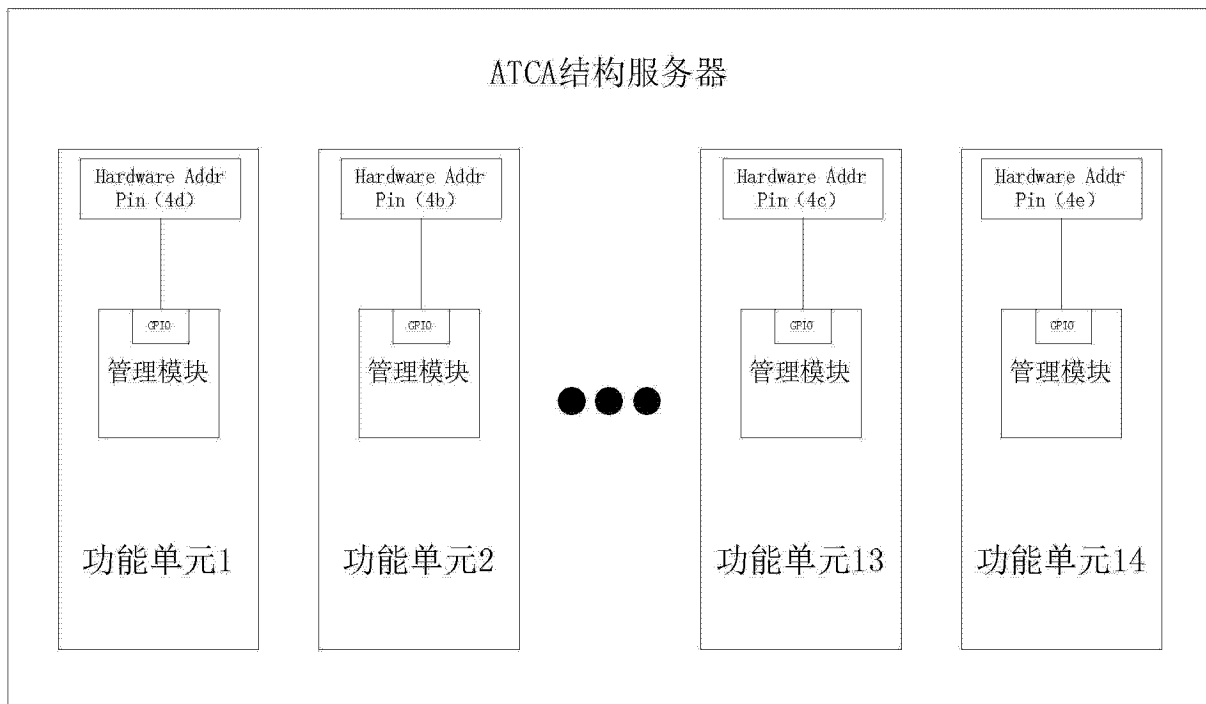 ATCA结构服务器
Hardware Addr
Pin（4d）
GPIO
管理模块
功能单元1
Hardware Addr
Pin（4b）
GPIO
管理模块
功能单元2
Hardware Addr
Pin（4c）
GPIO
管理模块
功能单元13
Hardware Addr
Pin（4e）
GPIO
管理模块
功能单元14